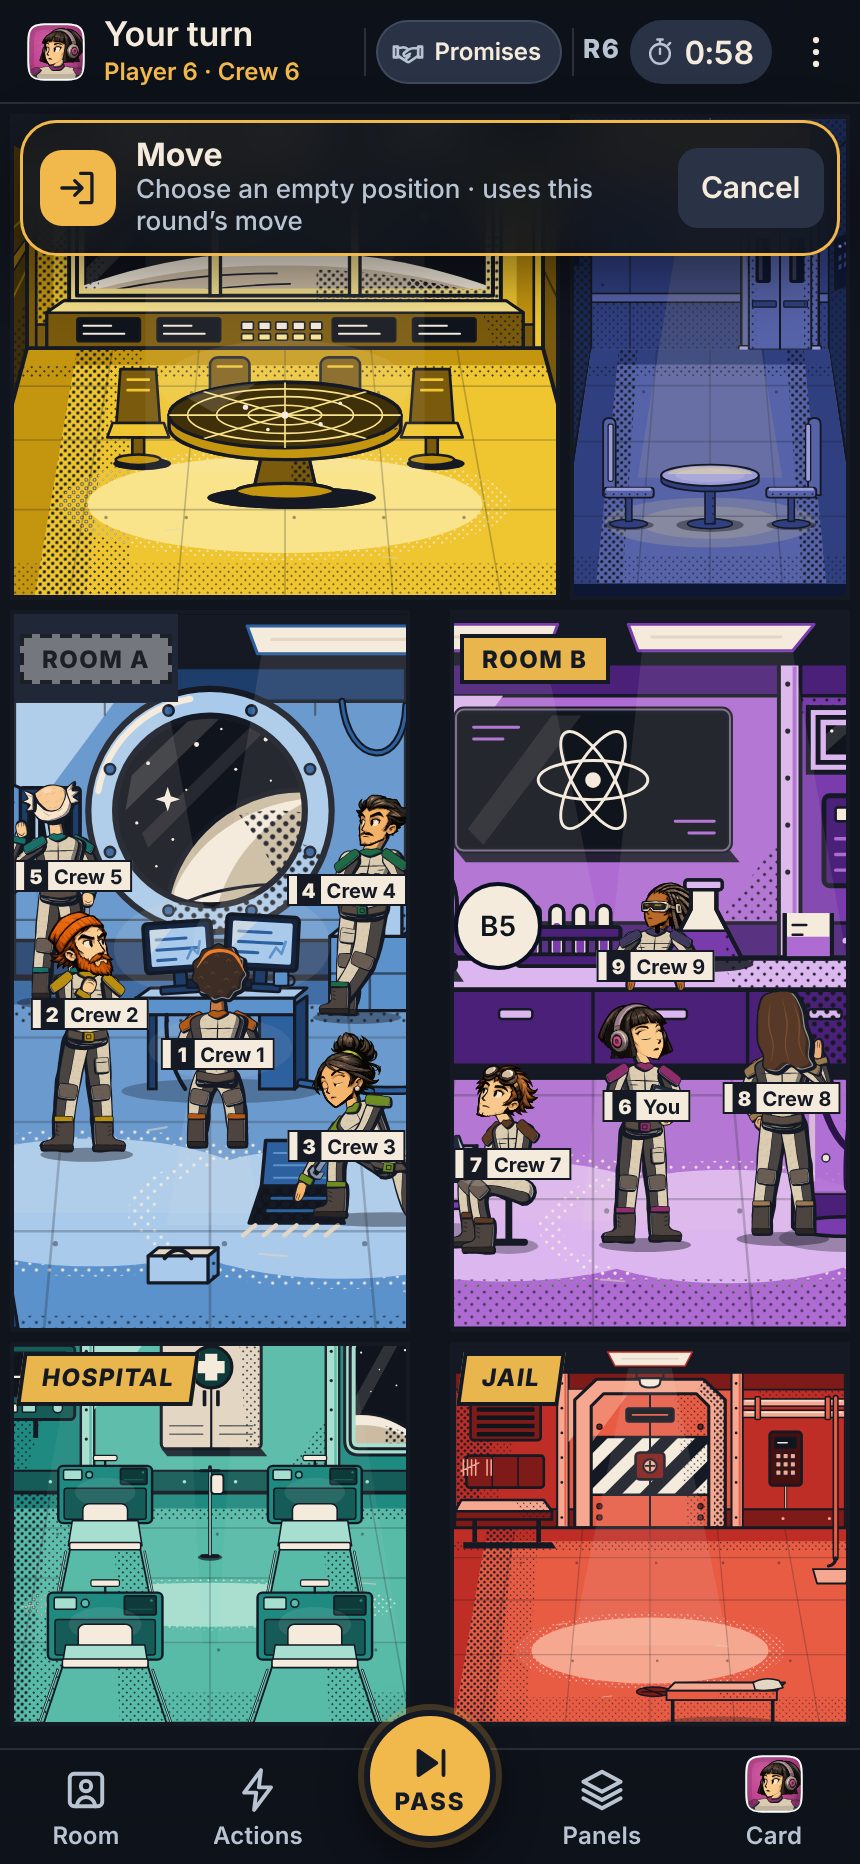 Your turn
Player 6 · Crew 6
Promises
R6
0:58
Move
Choose an empty position · uses this
round’s move
Cancel
ROOM A
ROOM B
5 Crew 5
4 Crew 4
B5
9 Crew 9
2 Crew 2
1 Crew 1
6 You
8 Crew 8
3 Crew 3
7 Crew 7
HOSPITAL
JAIL
PASS
Room
Actions
Panels
Card